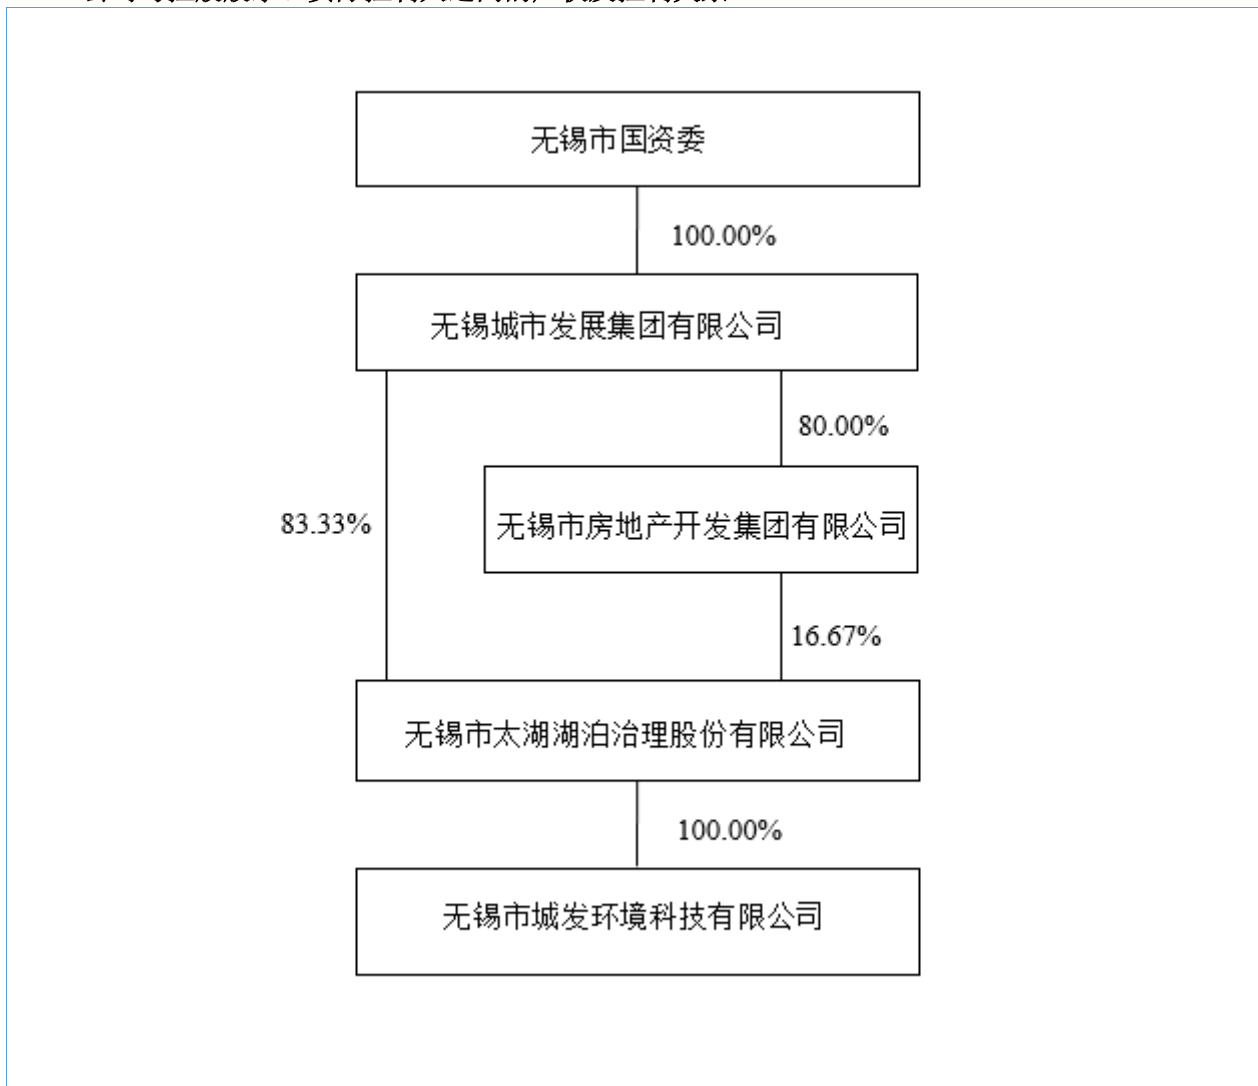 无锡市国资委
100.00%
无锡城市发展集团有限公司
80.00%
83.33%
无锡市房地产开发集团有限公司
16.67%
无锡市太湖湖泊治理股份有限公司
100.00%
无锡市城发环境科技有限公司